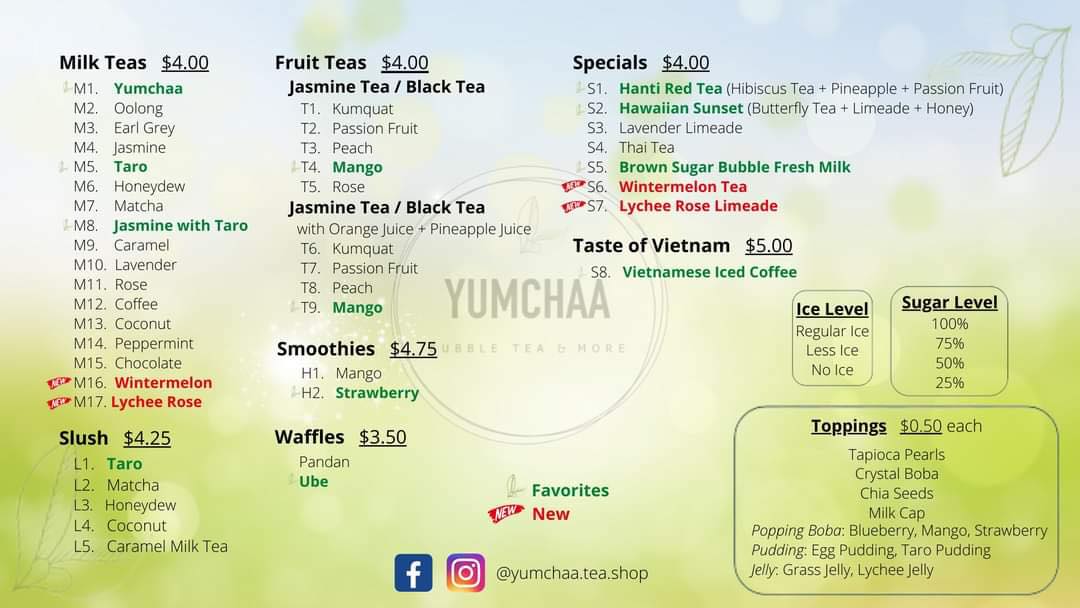 Milk Teas $4.00
M1. Yumchaa
M2. Oolong
M3. Earl Grey
M4. Jasmine
M5. Taro
M6. Honeydew
M7. Matcha
M8. Jasmine with Taro
M9. Caramel
M10. Lavender
M11. Rose
M12. Coffee
M13. Coconut
M14. Peppermint
M15. Chocolate
NEW M16. Wintermelon
NEW M17. Lychee Rose
Slush $4.25
L1. Taro
L2. Matcha
L3. Honeydew
L4. Coconut
L5. Caramel Milk Tea
Fruit Teas $4.00
Jasmine Tea / Black Tea
T1. Kumquat
T2. Passion Fruit
T3. Peach
T4. Mango
T5. Rose
Jasmine Tea / Black Tea
with Orange Juice + Pineapple Juice
T6. Kumquat
T7. Passion Fruit
T8. Peach
T9. Mango
Smoothies $4.75
H1. Mango
H2. Strawberry
Waffles $3.50
Pandan
Ube
YUMCHAA
UBBLE TEA & MORE
Specials $4.00
S1. Hanti Red Tea (Hibiscus Tea + Pineapple + Passion Fruit)
S2. Hawaiian Sunset (Butterfly Tea + Limeade + Honey)
S3. Lavender Limeade
S4. Thai Tea
S5. Brown Sugar Bubble Fresh Milk
NEW S6. Wintermelon Tea
NEW S7. Lychee Rose Limeade
Taste of Vietnam $5.00
S8. Vietnamese Iced Coffee
Ice Level
Regular Ice
Less Ice
No Ice
Sugar Level
100%
75%
50%
25%
Toppings $0.50 each
Tapioca Pearls
Crystal Boba
Chia Seeds
Milk Cap
Popping Boba: Blueberry, Mango, Strawberry
Pudding: Egg Pudding, Taro Pudding
Jelly: Grass Jelly, Lychee Jelly
Favorites
NEW New
@yumchaa.tea.shop